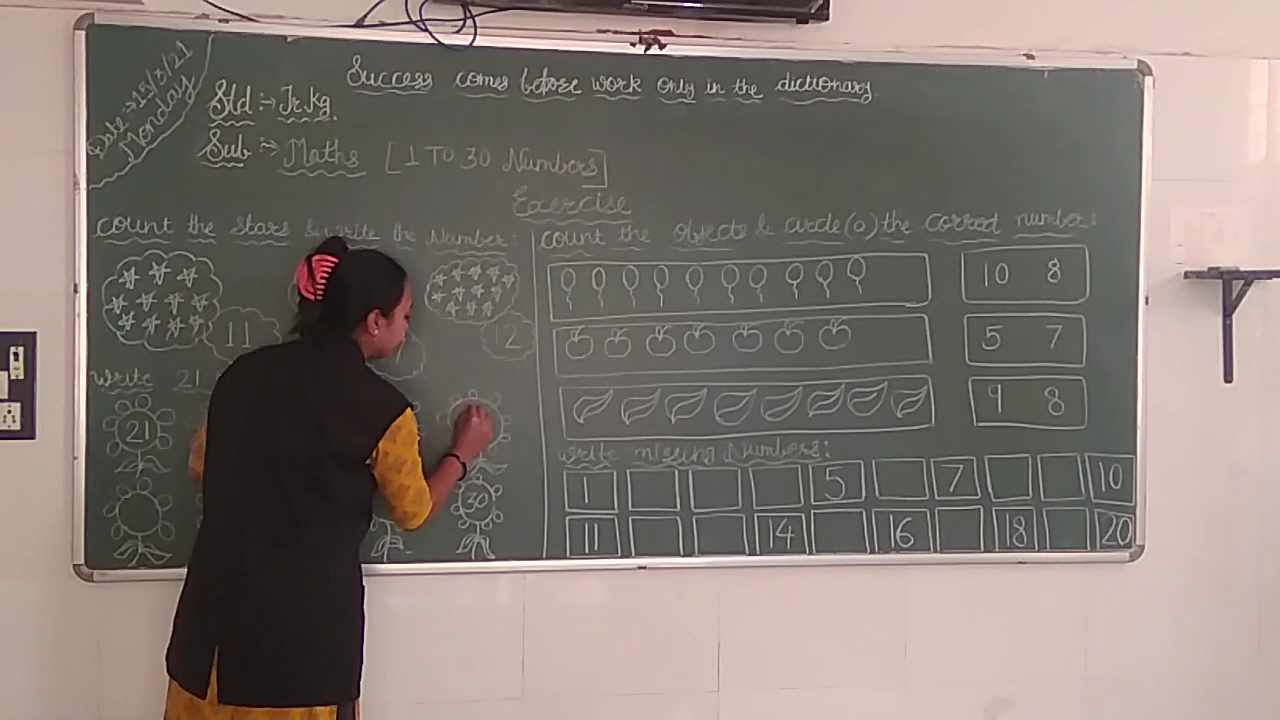 Date:-15/3/21
Monday
Success comes before work only in the dictionary.
Std :- Jr.kg.
Sub :- Maths [1 TO 30 Numbers]
Exercise
count the stars & write the Number:
11
12
Write 21
21
30
count the objects & circle(o) the correct number:
10 8
5 7
9 8
write missing Numbers:
1 5 7 10
11 14 16 18 20